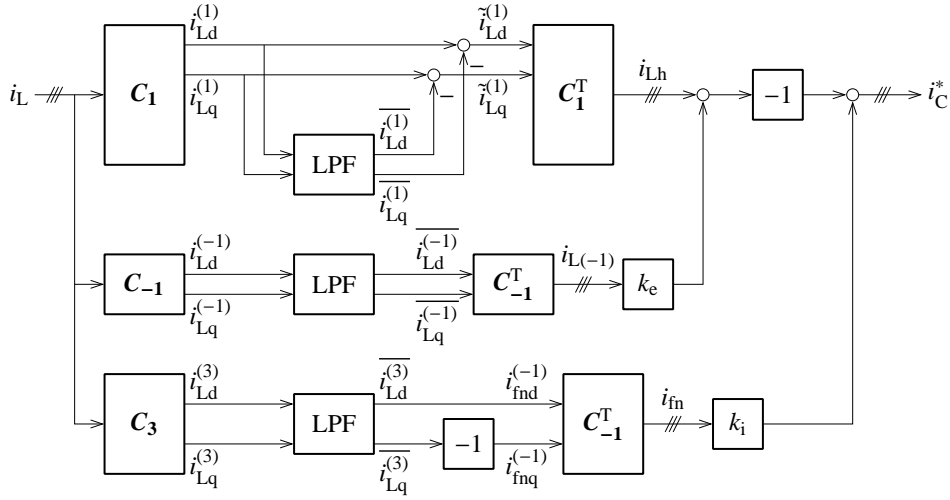 i_L
C_1
i_Ld^(1)
i_Lq^(1)
LPF
\overline{i_Ld^(1)}
\overline{i_Lq^(1)}
−
−
ĩ_Ld^(1)
ĩ_Lq^(1)
C_1^T
i_Lh
-1
i_C^*
C_-1
i_Ld^(-1)
i_Lq^(-1)
LPF
\overline{i_Ld^(-1)}
\overline{i_Lq^(-1)}
C_-1^T
i_L(-1)
k_e
C_3
i_Ld^(3)
i_Lq^(3)
LPF
\overline{i_Ld^(3)}
\overline{i_Lq^(3)}
-1
i_fnd^(-1)
i_fnq^(-1)
C_-1^T
i_fn
k_i